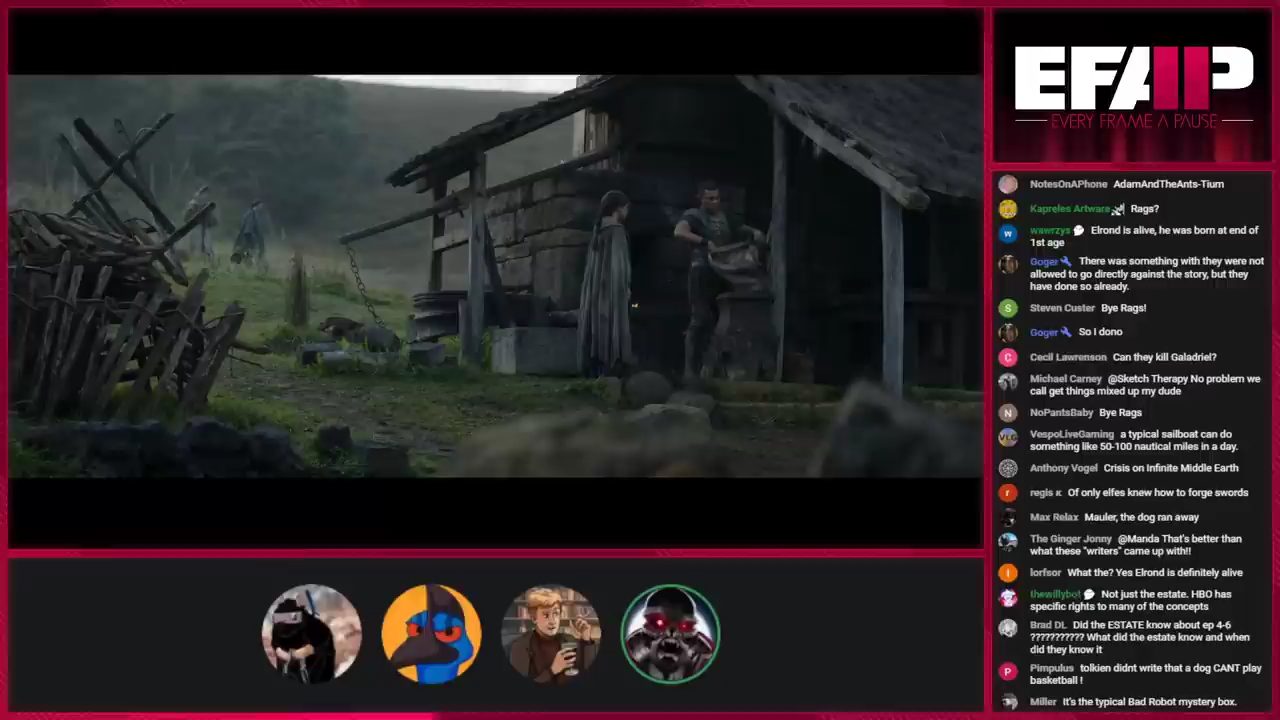 EFAP
EVERY FRAME A PAUSE
NotesOnAPhone AdamAndTheAnts-Tium
Kapreles Artwara Rags?
wawrzys Elrond is alive, he was born at end of
1st age
Goger There was something with they were not
allowed to go directly against the story, but they
have done so already.
Steven Custer Bye Rags!
Goger So I dono
Cecil Lawrenson Can they kill Galadriel?
Michael Carney @Sketch Therapy No problem we
call get things mixed up my dude
NoPantsBaby Bye Rags
VespoLiveGaming a typical sailboat can do
something like 50-100 nautical miles in a day.
Anthony Vogel Crisis on Infinite Middle Earth
regis ĸ Of only elfes knew how to forge swords
Max Relax Mauler, the dog ran away
The Ginger Jonny @Manda That's better than
what these "writers" came up with!!
lorfsor What the? Yes Elrond is definitely alive
thewillybot Not just the estate. HBO has
specific rights to many of the concepts
Brad DL Did the ESTATE know about ep 4-6
??????????? What did the estate know and when
did they know it
Pimpulus tolkien didnt write that a dog CANT play
basketball !
Miller It's the typical Bad Robot mystery box.